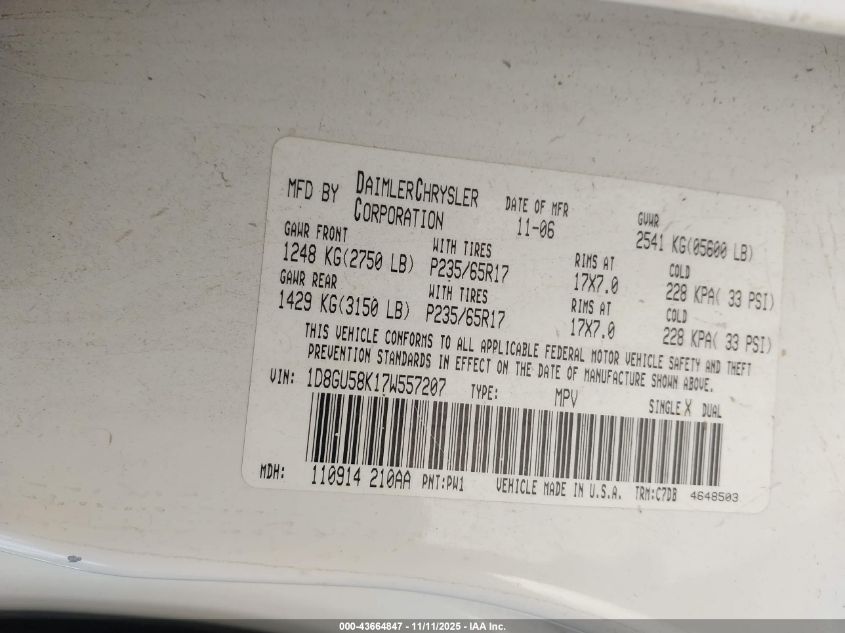 MFD BY DAIMLERCHRYSLER CORPORATION DATE OF MFR 11-06 GVWR 2541 KG(05600 LB)
GAWR FRONT WITH TIRES RIMS AT COLD
1248 KG(2750 LB) P235/65R17 17X7.0 228 KPA( 33 PSI)
GAWR REAR WITH TIRES RIMS AT COLD
1429 KG(3150 LB) P235/65R17 17X7.0 228 KPA( 33 PSI)
THIS VEHICLE CONFORMS TO ALL APPLICABLE FEDERAL MOTOR VEHICLE SAFETY AND THEFT
PREVENTION STANDARDS IN EFFECT ON THE DATE OF MANUFACTURE SHOWN ABOVE.
VIN: 1D8GU58K17W557207 TYPE: MPV SINGLE X DUAL
MDH: 110914 210AA PNT:PW1 VEHICLE MADE IN U.S.A. TRM:C7DB 4648503
000-43664847 - 11/11/2025 - IAA Inc.